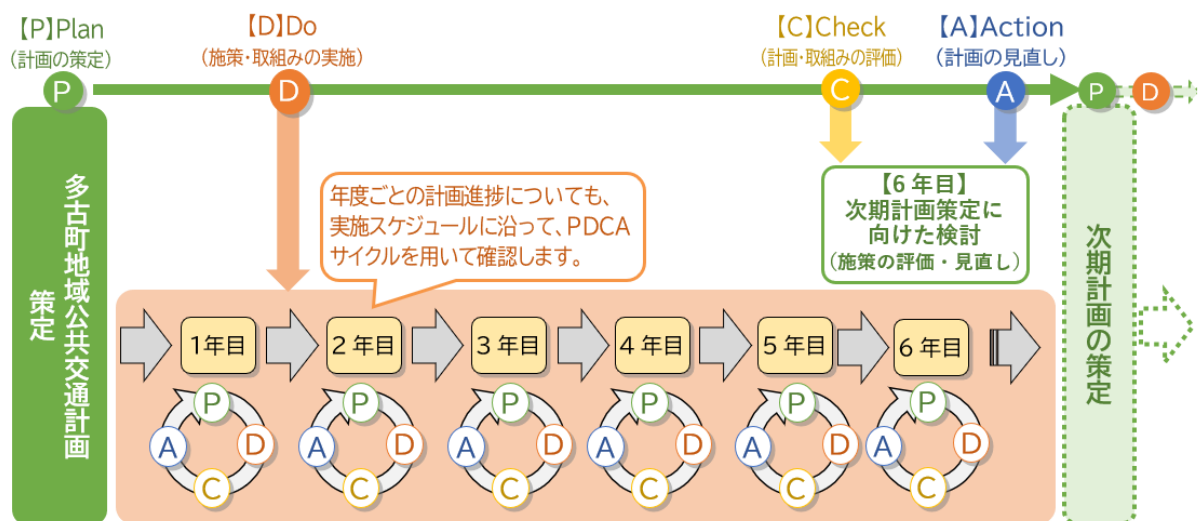 【P】Plan
(計画の策定)
【D】Do
(施策・取組みの実施)
【C】Check
(計画・取組みの評価)
【A】Action
(計画の見直し)
P
D
C
A
P
D
多古町地域公共交通計画
策定
年度ごとの計画進捗についても、
実施スケジュールに沿って、PDCA
サイクルを用いて確認します。
【6年目】
次期計画策定に
向けた検討
(施策の評価・見直し)
次期計画の策定
1年目
2年目
3年目
4年目
5年目
6年目
P
D
C
A
P
D
C
A
P
D
C
A
P
D
C
A
P
D
C
A
P
D
C
A